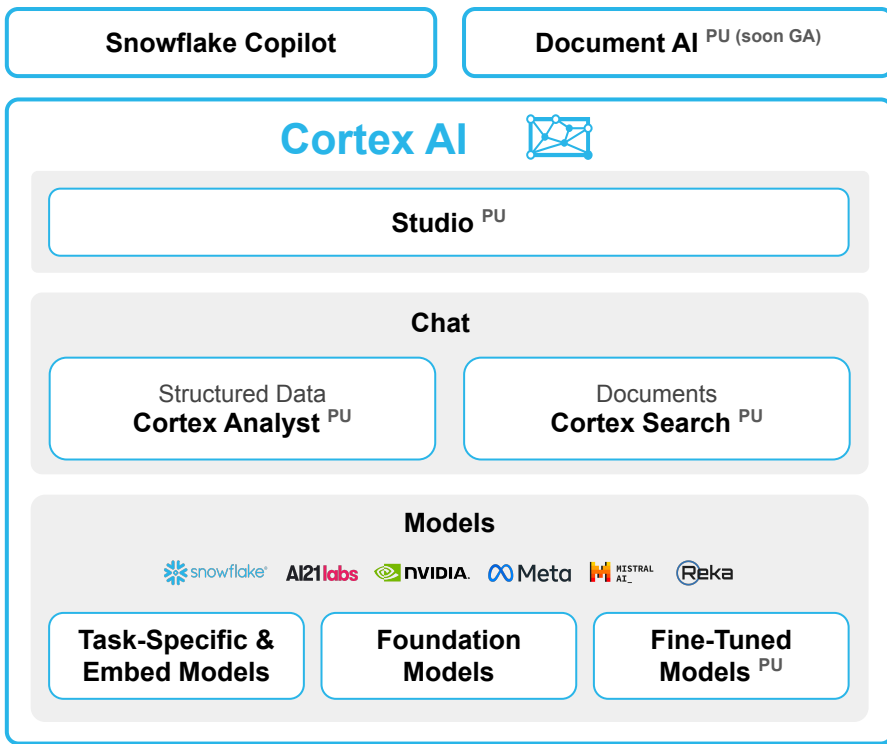 Snowflake Copilot
Document AI PU (soon GA)
Cortex AI
Studio PU
Chat
Structured Data
Cortex Analyst PU
Documents
Cortex Search PU
Models
snowflake®
AI21labs
NVIDIA.
Meta
MISTRAL
AI_
Reka
Task-Specific &
Embed Models
Foundation
Models
Fine-Tuned
Models PU